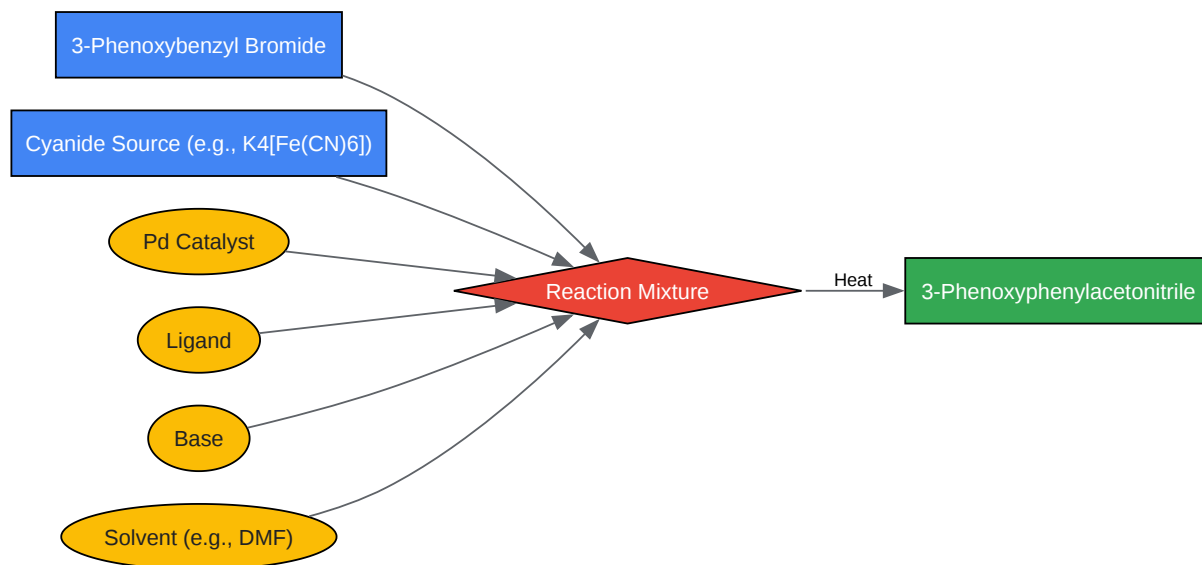 3-Phenoxybenzyl Bromide
Cyanide Source (e.g., K4[Fe(CN)6])
Pd Catalyst
Ligand
Base
Solvent (e.g., DMF)
Reaction Mixture
Heat
3-Phenoxyphenylacetonitrile